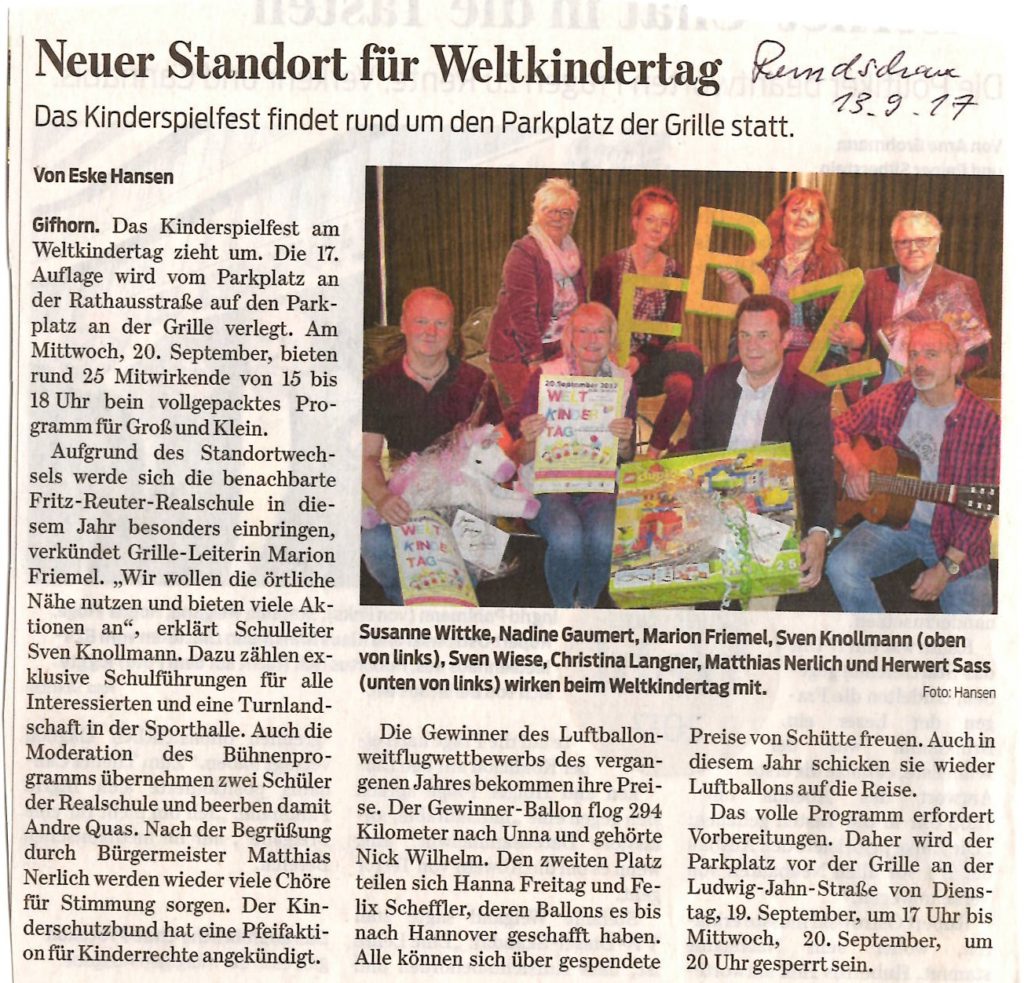 Neuer Standort für Weltkindertag
Rundschau
13.9.17
Das Kinderspielfest findet rund um den Parkplatz der Grille statt.
Von Eske Hansen
Gifhorn. Das Kinderspielfest am
Weltkindertag zieht um. Die 17.
Auflage wird vom Parkplatz an
der Rathausstraße auf den Park-
platz an der Grille verlegt. Am
Mittwoch, 20. September, bieten
rund 25 Mitwirkende von 15 bis
18 Uhr bein vollgepacktes Pro-
gramm für Groß und Klein.
Aufgrund des Standortwech-
sels werde sich die benachbarte
Fritz-Reuter-Realschule in die-
sem Jahr besonders einbringen,
verkündet Grille-Leiterin Marion
Friemel. „Wir wollen die örtliche
Nähe nutzen und bieten viele Ak-
tionen an“, erklärt Schulleiter
Sven Knollmann. Dazu zählen ex-
klusive Schulführungen für alle
Interessierten und eine Turnland-
schaft in der Sporthalle. Auch die
Moderation des Bühnenpro-
gramms übernehmen zwei Schüler
der Realschule und beerben damit
Andre Quas. Nach der Begrüßung
durch Bürgermeister Matthias
Nerlich werden wieder viele Chöre
für Stimmung sorgen. Der Kin-
derschutzbund hat eine Pfeifakti-
on für Kinderrechte angekündigt.
FBZ
20. September 2017
WELT
KINDER
TAG
WELT
KINDER
TAG
2-5
Susanne Wittke, Nadine Gaumert, Marion Friemel, Sven Knollmann (oben
von links), Sven Wiese, Christina Langner, Matthias Nerlich und Herwert Sass
(unten von links) wirken beim Weltkindertag mit.
Foto: Hansen
Die Gewinner des Luftballon-
weitflugwettbewerbs des vergan-
genen Jahres bekommen ihre Prei-
se. Der Gewinner-Ballon flog 294
Kilometer nach Unna und gehörte
Nick Wilhelm. Den zweiten Platz
teilen sich Hanna Freitag und Fe-
lix Scheffler, deren Ballons es bis
nach Hannover geschafft haben.
Alle können sich über gespendete
Preise von Schütte freuen. Auch in
diesem Jahr schicken sie wieder
Luftballons auf die Reise.
Das volle Programm erfordert
Vorbereitungen. Daher wird der
Parkplatz vor der Grille an der
Ludwig-Jahn-Straße von Diens-
tag, 19. September, um 17 Uhr bis
Mittwoch, 20. September, um
20 Uhr gesperrt sein.